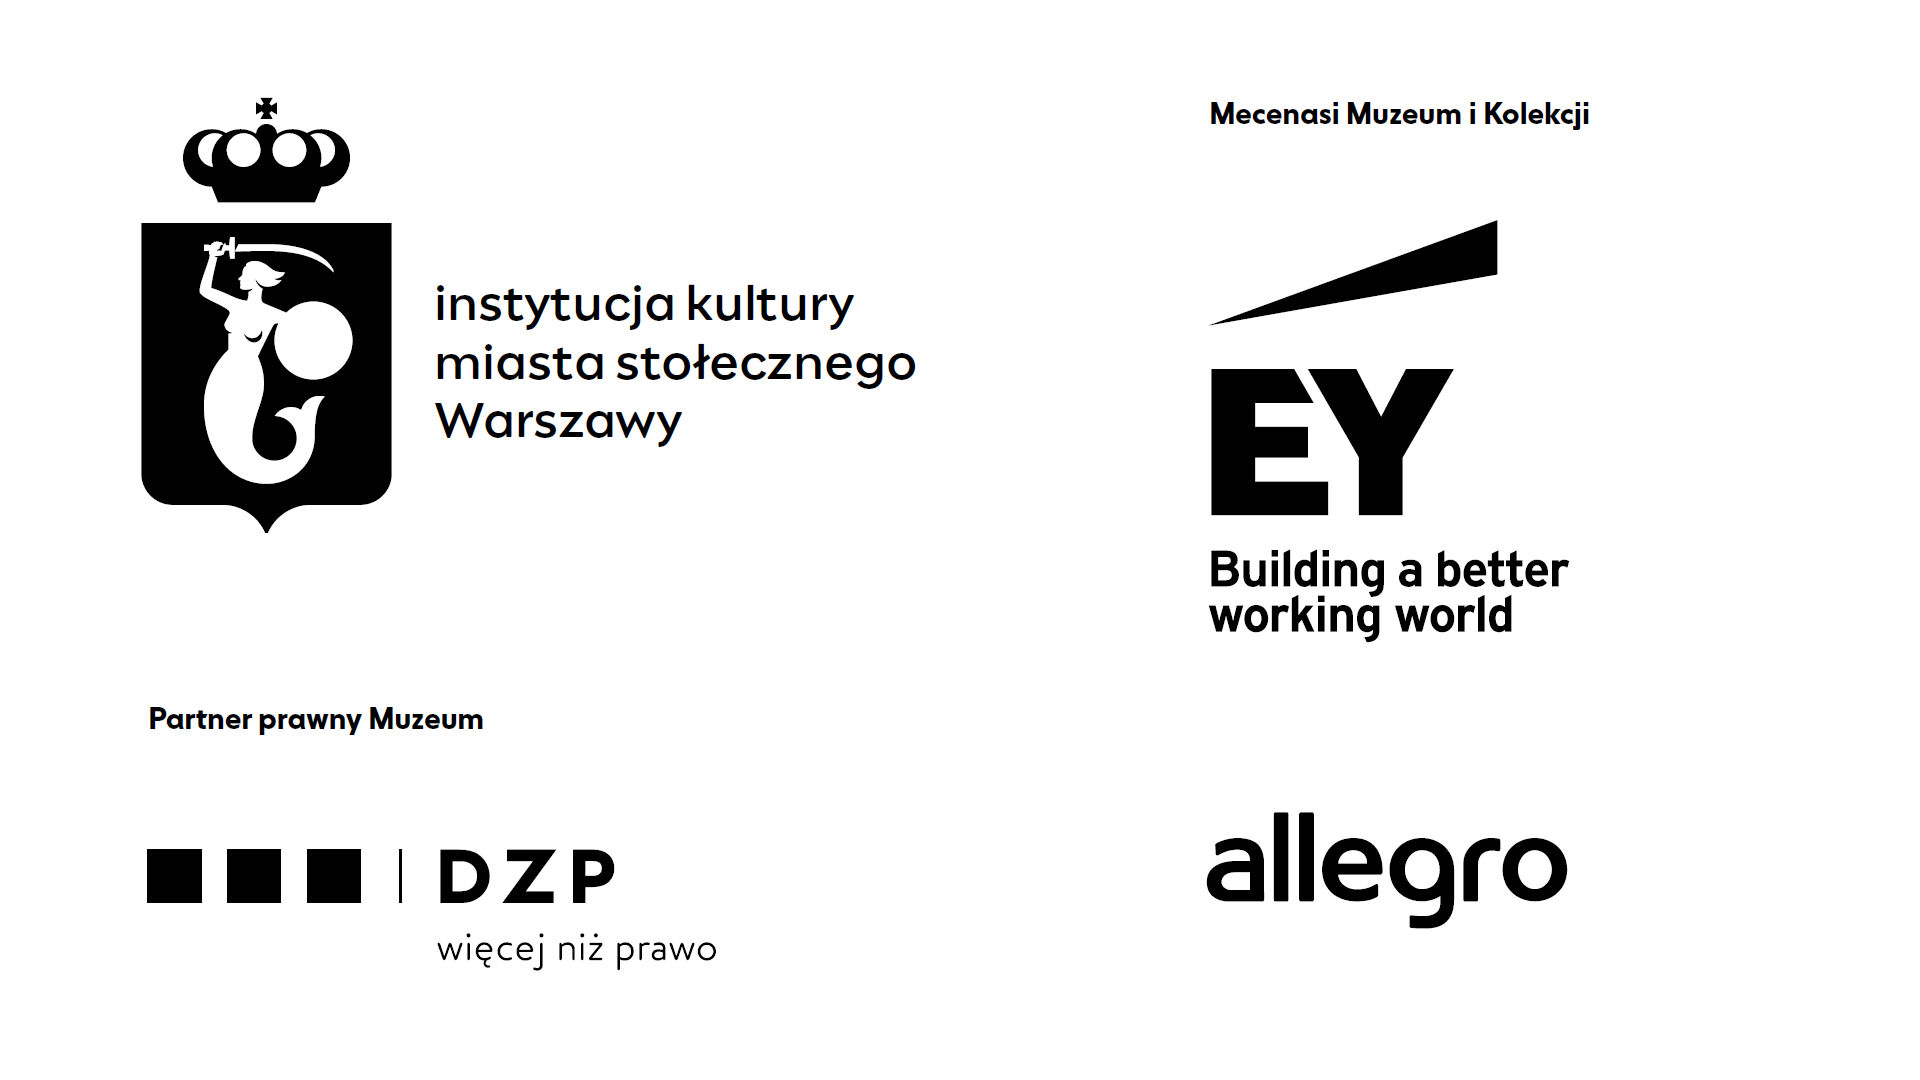 instytucja kultury
miasta stołecznego
Warszawy
Mecenasi Muzeum i Kolekcji
EY
Building a better
working world
Partner prawny Muzeum
DZP
więcej niż prawo
allegro